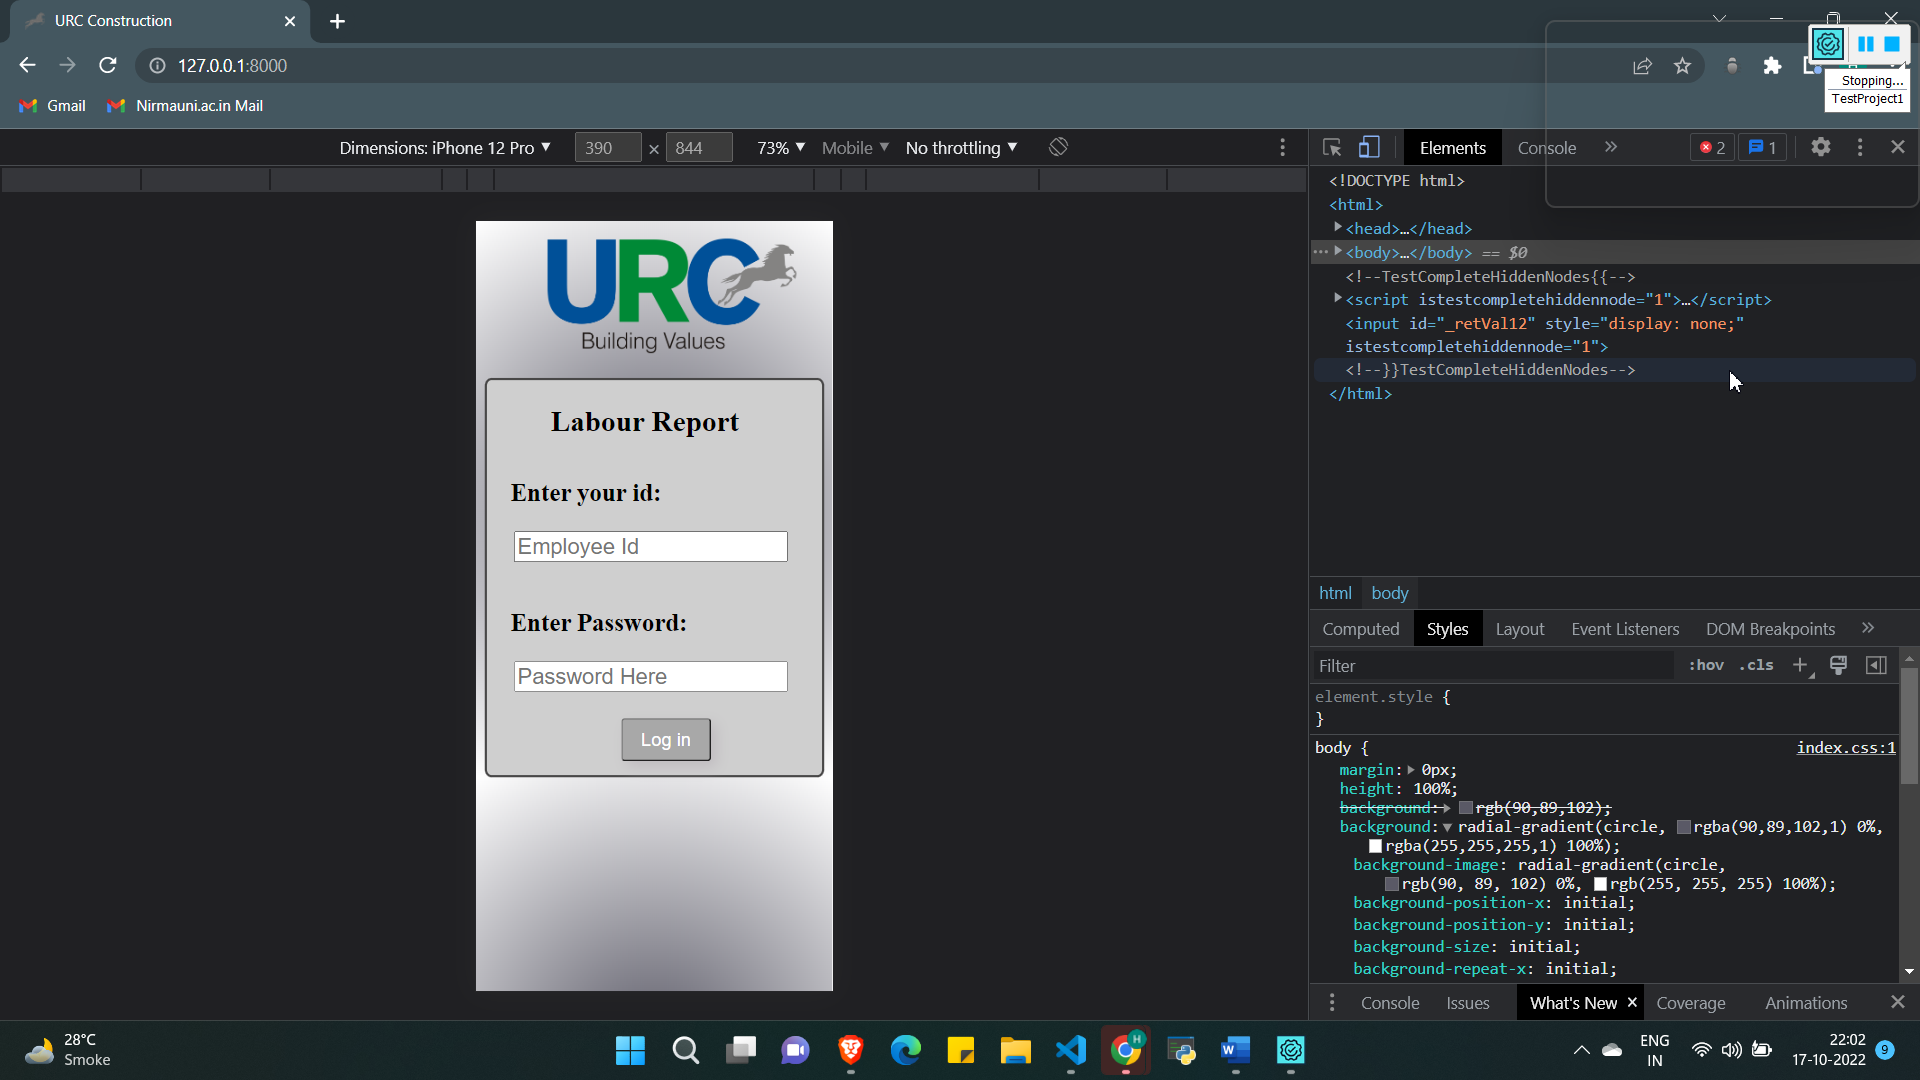 URC Construction
127.0.0.1:8000
Gmail
Nirmauni.ac.in Mail
Stopping...
TestProject1
Dimensions: iPhone 12 Pro ▼ 390 × 844 73% ▼ Mobile ▼ No throttling ▼
Elements Console » 2 1
URC
Building Values
Labour Report
Enter your id:
Employee Id
Enter Password:
Password Here
Log in
<!DOCTYPE html>
<html>
<head>…</head>
<body>…</body> == $0
<!--TestCompleteHiddenNodes{{-->
<script istestcompletehiddennode="1">…</script>
<input id="_retVal12" style="display: none;"
istestcompletehiddennode="1">
<!--}}TestCompleteHiddenNodes-->
</html>
html body
Computed Styles Layout Event Listeners DOM Breakpoints »
Filter :hov .cls +
element.style {
}
body { index.css:1
margin: 0px;
height: 100%;
background: rgb(90,89,102);
background: radial-gradient(circle, rgba(90,89,102,1) 0%,
rgba(255,255,255,1) 100%);
background-image: radial-gradient(circle,
rgb(90, 89, 102) 0%, rgb(255, 255, 255) 100%);
background-position-x: initial;
background-position-y: initial;
background-size: initial;
background-repeat-x: initial;
Console Issues What's New × Coverage Animations
28°C
Smoke
H
ENG
IN
22:02
17-10-2022
9